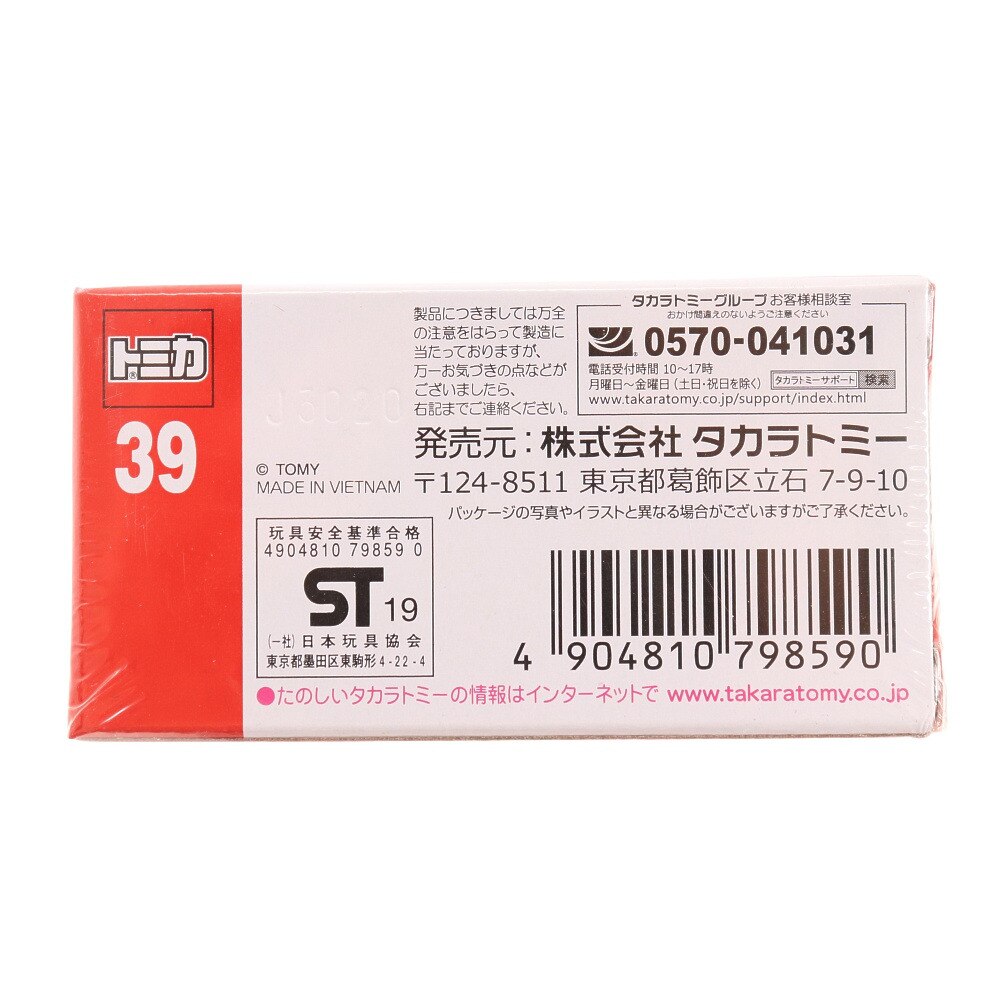 トミカ®
39
製品につきましては万全
の注意をはらって製造に
当たっておりますが、
万一お気づきの点などが
ございましたら、
右記までご連絡ください。
タカラトミーグループ お客様相談室
おかけ間違えのないようご注意ください
0570-041031
電話受付時間 10～17時
月曜日～金曜日(土日・祝日を除く)
タカラトミーサポート 検索
www.takaratomy.co.jp/support/index.html
発売元：株式会社 タカラトミー
〒124-8511 東京都葛飾区立石 7-9-10
© TOMY
MADE IN VIETNAM
パッケージの写真やイラストと異なる場合がございますがご了承ください。
玩具安全基準合格
4904810 79859 0
ST 19
(一社)日本玩具協会
東京都墨田区東駒形4-22-4
4 904810 798590
●たのしいタカラトミーの情報はインターネットで www.takaratomy.co.jp